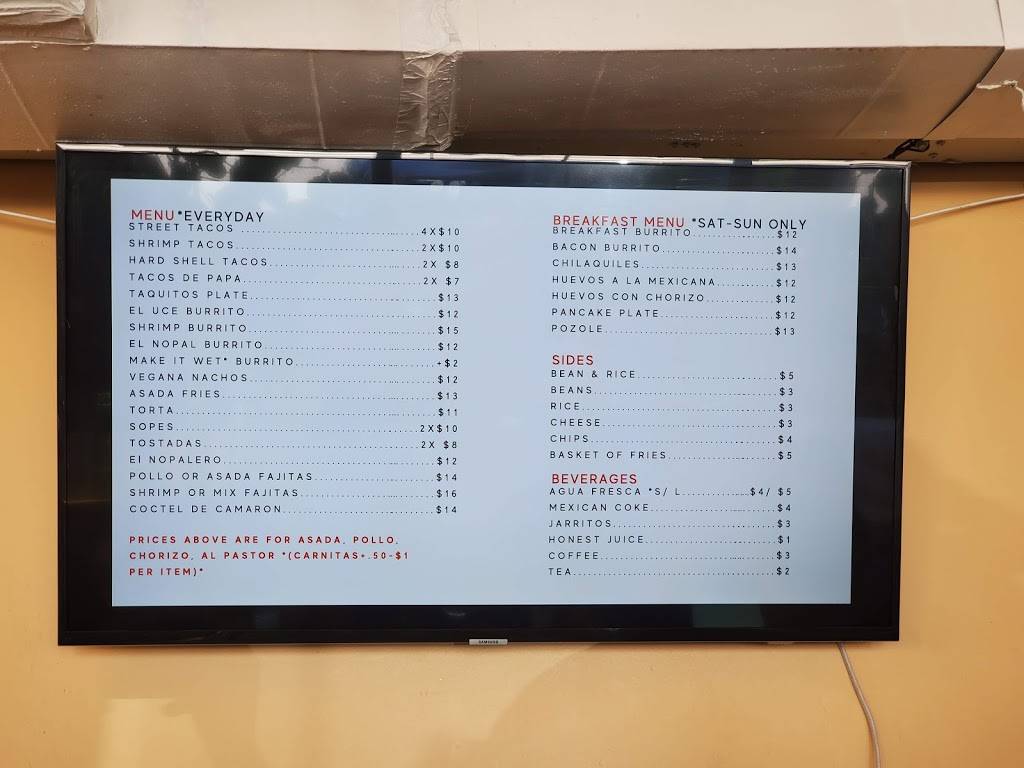 MENU*EVERYDAY
STREET TACOS ........................4X$10
SHRIMP TACOS........................2X$10
HARD SHELL TACOS...................2X $8
TACOS DE PAPA.......................2X $7
TAQUITOS PLATE.........................$13
EL UCE BURRITO..........................$12
SHRIMP BURRITO.........................$15
EL NOPAL BURRITO.......................$12
MAKE IT WET* BURRITO..................+$2
VEGANA NACHOS.........................$12
ASADA FRIES.............................$13
TORTA...................................$11
SOPES................................2X$10
TOSTADAS............................2X $8
El NOPALERO............................$12
POLLO OR ASADA FAJITAS................$14
SHRIMP OR MIX FAJITAS..................$16
COCTEL DE CAMARON....................$14
PRICES ABOVE ARE FOR ASADA, POLLO,
CHORIZO, AL PASTOR *(CARNITAS+.50-$1
PER ITEM)*
BREAKFAST MENU *SAT-SUN ONLY
BREAKFAST BURRITO............$12
BACON BURRITO................$14
CHILAQUILES...................$13
HUEVOS A LA MEXICANA........$12
HUEVOS CON CHORIZO..........$12
PANCAKE PLATE................$12
POZOLE........................$13
SIDES
BEAN & RICE....................$5
BEANS..........................$3
RICE............................$3
CHEESE.........................$3
CHIPS...........................$4
BASKET OF FRIES................$5
BEVERAGES
AGUA FRESCA *S/ L..........$4/ $5
MEXICAN COKE..................$4
JARRITOS........................$3
HONEST JUICE...................$1
COFFEE..........................$3
TEA..............................$2
SAMSUNG